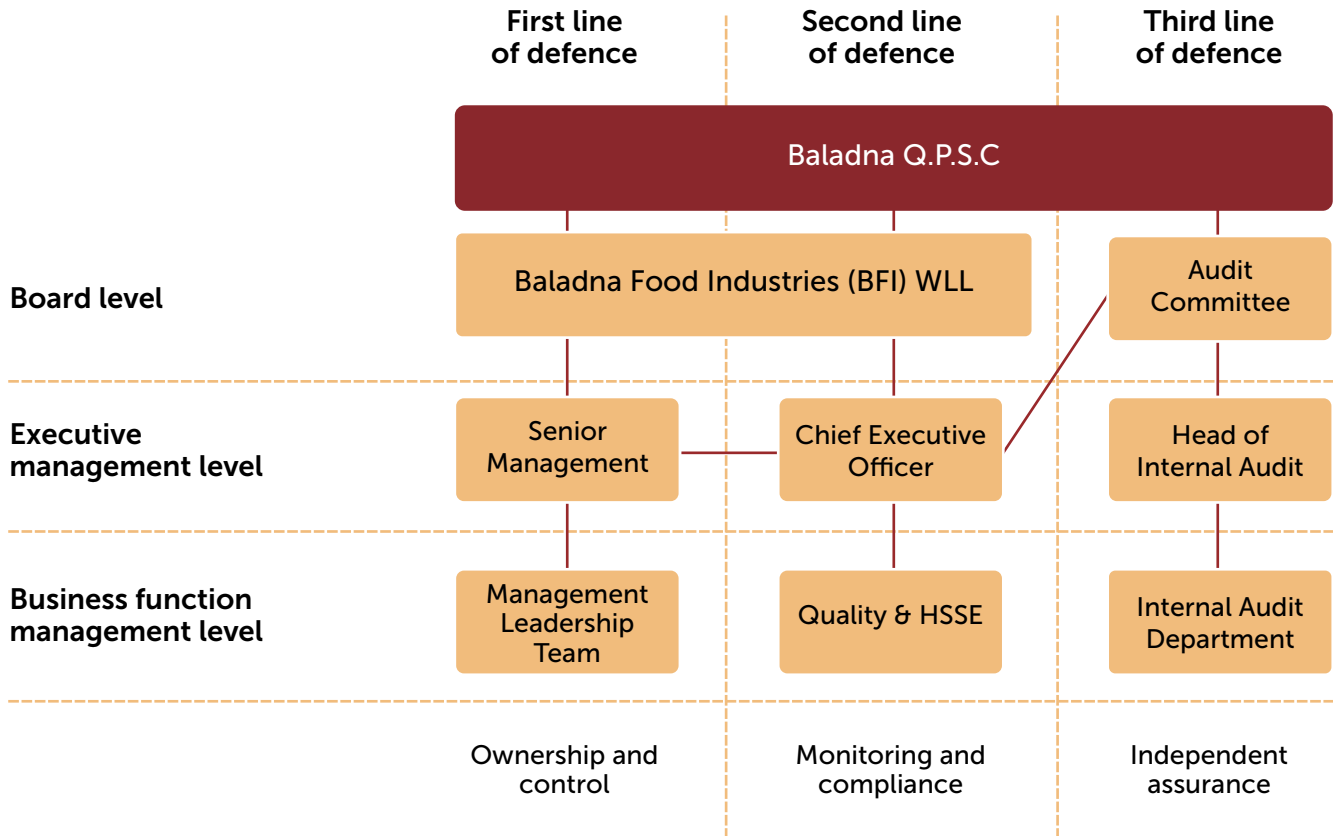 First line
of defence
Second line
of defence
Third line
of defence
Baladna Q.P.S.C
Board level
Baladna Food Industries (BFI) WLL
Audit
Committee
Executive
management level
Senior
Management
Chief Executive
Officer
Head of
Internal Audit
Business function
management level
Management
Leadership
Team
Quality & HSSE
Internal Audit
Department
Ownership and
control
Monitoring and
compliance
Independent
assurance